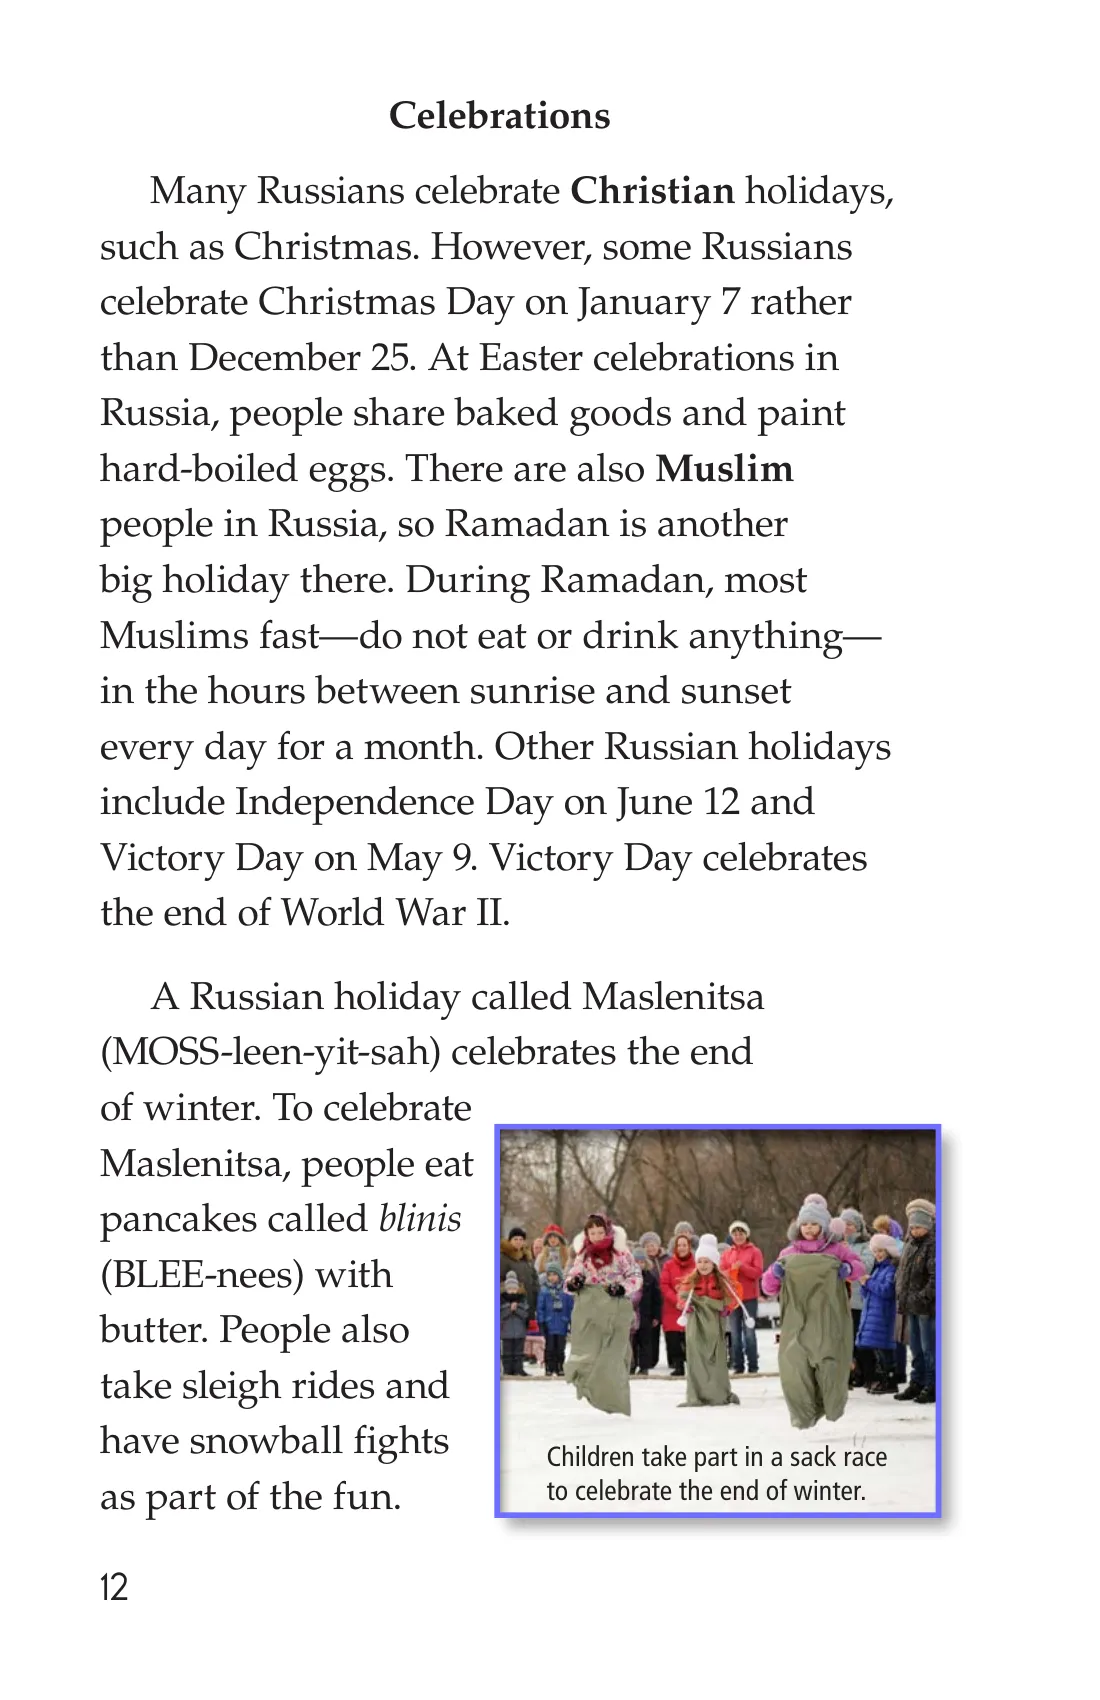 Celebrations
Many Russians celebrate Christian holidays,
such as Christmas. However, some Russians
celebrate Christmas Day on January 7 rather
than December 25. At Easter celebrations in
Russia, people share baked goods and paint
hard-boiled eggs. There are also Muslim
people in Russia, so Ramadan is another
big holiday there. During Ramadan, most
Muslims fast—do not eat or drink anything—
in the hours between sunrise and sunset
every day for a month. Other Russian holidays
include Independence Day on June 12 and
Victory Day on May 9. Victory Day celebrates
the end of World War II.
A Russian holiday called Maslenitsa
(MOSS-leen-yit-sah) celebrates the end
of winter. To celebrate
Maslenitsa, people eat
pancakes called blinis
(BLEE-nees) with
butter. People also
take sleigh rides and
have snowball fights
as part of the fun.
Children take part in a sack race
to celebrate the end of winter.
12